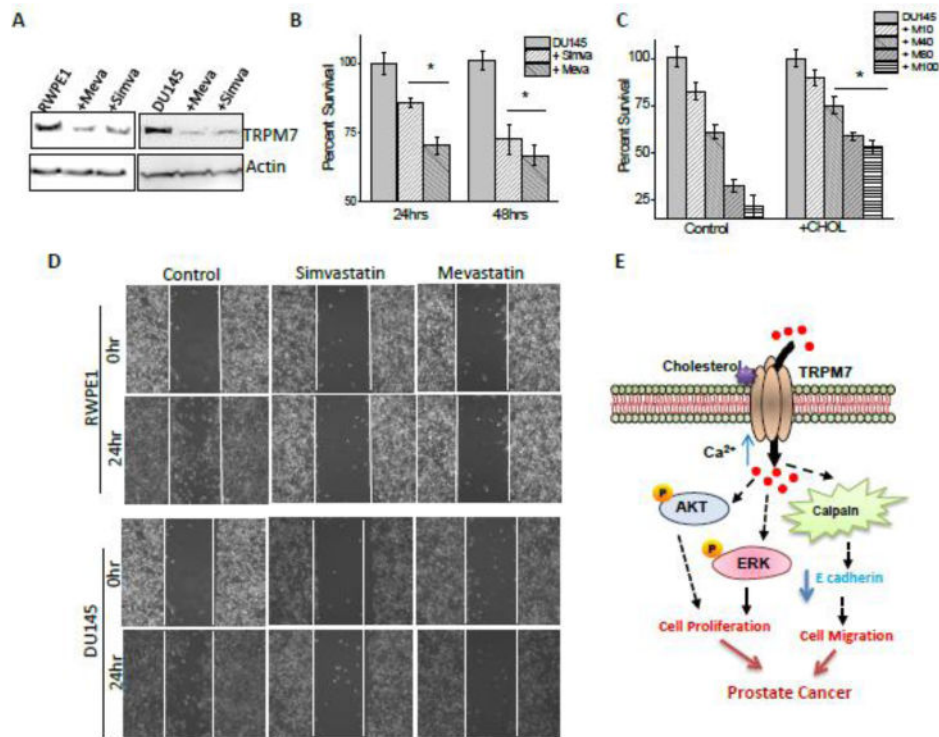 A
RWPE1
+Meva
+Simva
DU145
+Meva
+Simva
TRPM7
Actin
B
DU145
+ Simva
+ Meva
Percent Survival
100
75
50
*
*
24hrs
48hrs
C
DU145
+ M10
+ M40
+ M60
+ M100
Percent Survival
100
75
50
25
*
Control
+CHOL
D
Control
Simvastatin
Mevastatin
RWPE1
0hr
24hr
DU145
0hr
24hr
E
Cholesterol
TRPM7
Ca²⁺
P
AKT
Calpain
P
ERK
E cadherin
Cell Proliferation
Cell Migration
Prostate Cancer